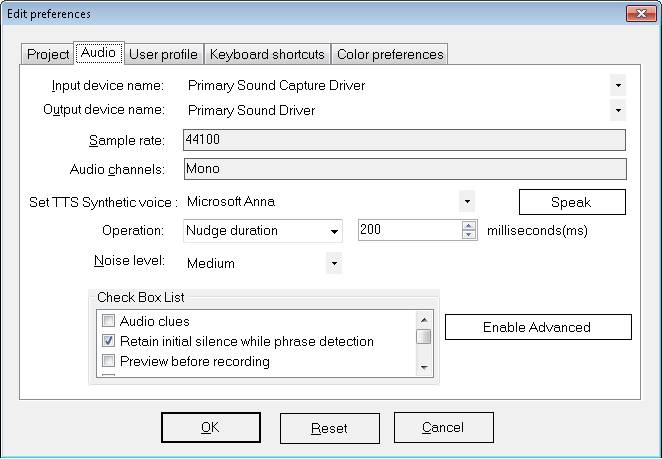 Edit preferences
Project Audio User profile Keyboard shortcuts Color preferences
Input device name: Primary Sound Capture Driver
Output device name: Primary Sound Driver
Sample rate: 44100
Audio channels: Mono
Set TTS Synthetic voice : Microsoft Anna Speak
Operation: Nudge duration 200 milliseconds(ms)
Noise level: Medium
Check Box List
Audio clues
Retain initial silence while phrase detection
Enable Advanced
Preview before recording
OK Reset Cancel